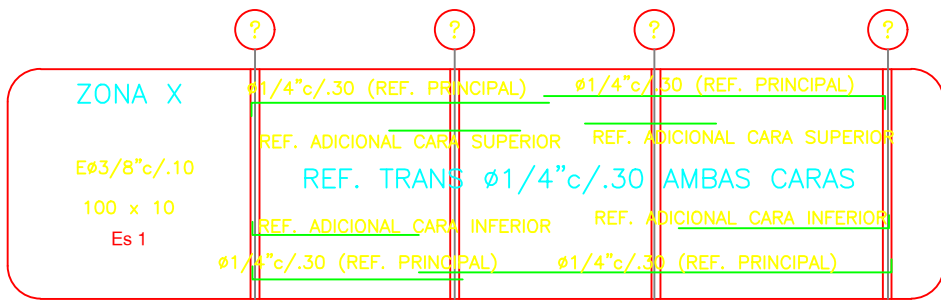 ? ? ? ?
ZONA X
ø1/4"c/.30 (REF. PRINCIPAL)
ø1/4"c/.30 (REF. PRINCIPAL)
REF. ADICIONAL CARA SUPERIOR
REF. ADICIONAL CARA SUPERIOR
Eø3/8"c/.10
REF. TRANS ø1/4"c/.30 AMBAS CARAS
100 x 10
Es 1
REF. ADICIONAL CARA INFERIOR
REF. ADICIONAL CARA INFERIOR
ø1/4"c/.30 (REF. PRINCIPAL)
ø1/4"c/.30 (REF. PRINCIPAL)